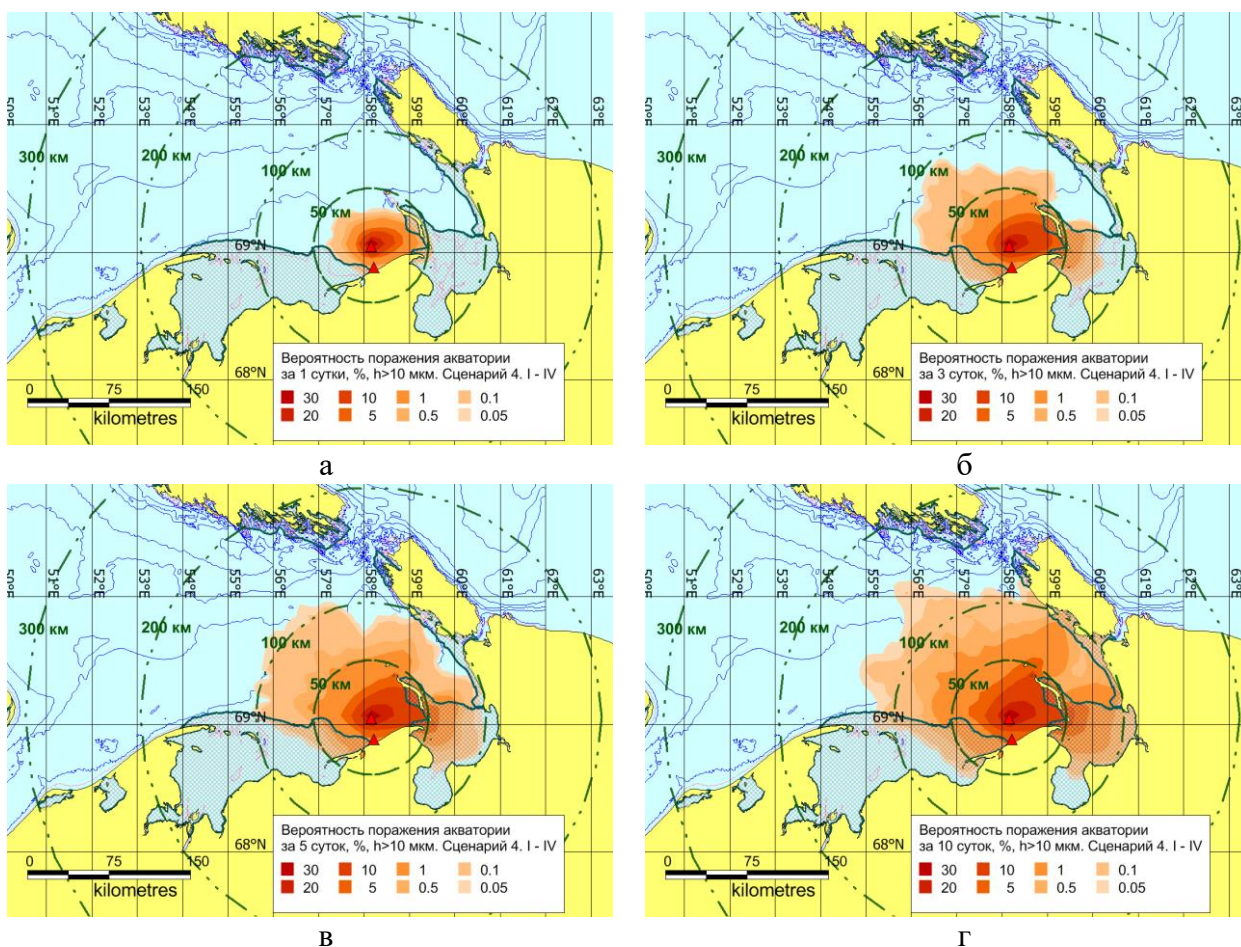 50°E 51°E 52°E 53°E 54°E 55°E 56°E 57°E 58°E 59°E 60°E 61°E 62°E 63°E
300 км
200 км
100 км
50 км
69°N
68°N
0 75 150
kilometres
Вероятность поражения акватории
за 1 сутки, %, h>10 мкм. Сценарий 4. I - IV
30 10 1 0.1
20 5 0.5 0.05
а
50°E 51°E 52°E 53°E 54°E 55°E 56°E 57°E 58°E 59°E 60°E 61°E 62°E 63°E
300 км
200 км
100 км
50 км
69°N
68°N
0 75 150
kilometres
Вероятность поражения акватории
за 3 суток, %, h>10 мкм. Сценарий 4. I - IV
30 10 1 0.1
20 5 0.5 0.05
б
50°E 51°E 52°E 53°E 54°E 55°E 56°E 57°E 58°E 59°E 60°E 61°E 62°E 63°E
300 км
200 км
100 км
50 км
69°N
68°N
0 75 150
kilometres
Вероятность поражения акватории
за 5 суток, %, h>10 мкм. Сценарий 4. I - IV
30 10 1 0.1
20 5 0.5 0.05
в
50°E 51°E 52°E 53°E 54°E 55°E 56°E 57°E 58°E 59°E 60°E 61°E 62°E 63°E
300 км
200 км
100 км
50 км
69°N
68°N
0 75 150
kilometres
Вероятность поражения акватории
за 10 суток, %, h>10 мкм. Сценарий 4. I - IV
30 10 1 0.1
20 5 0.5 0.05
г